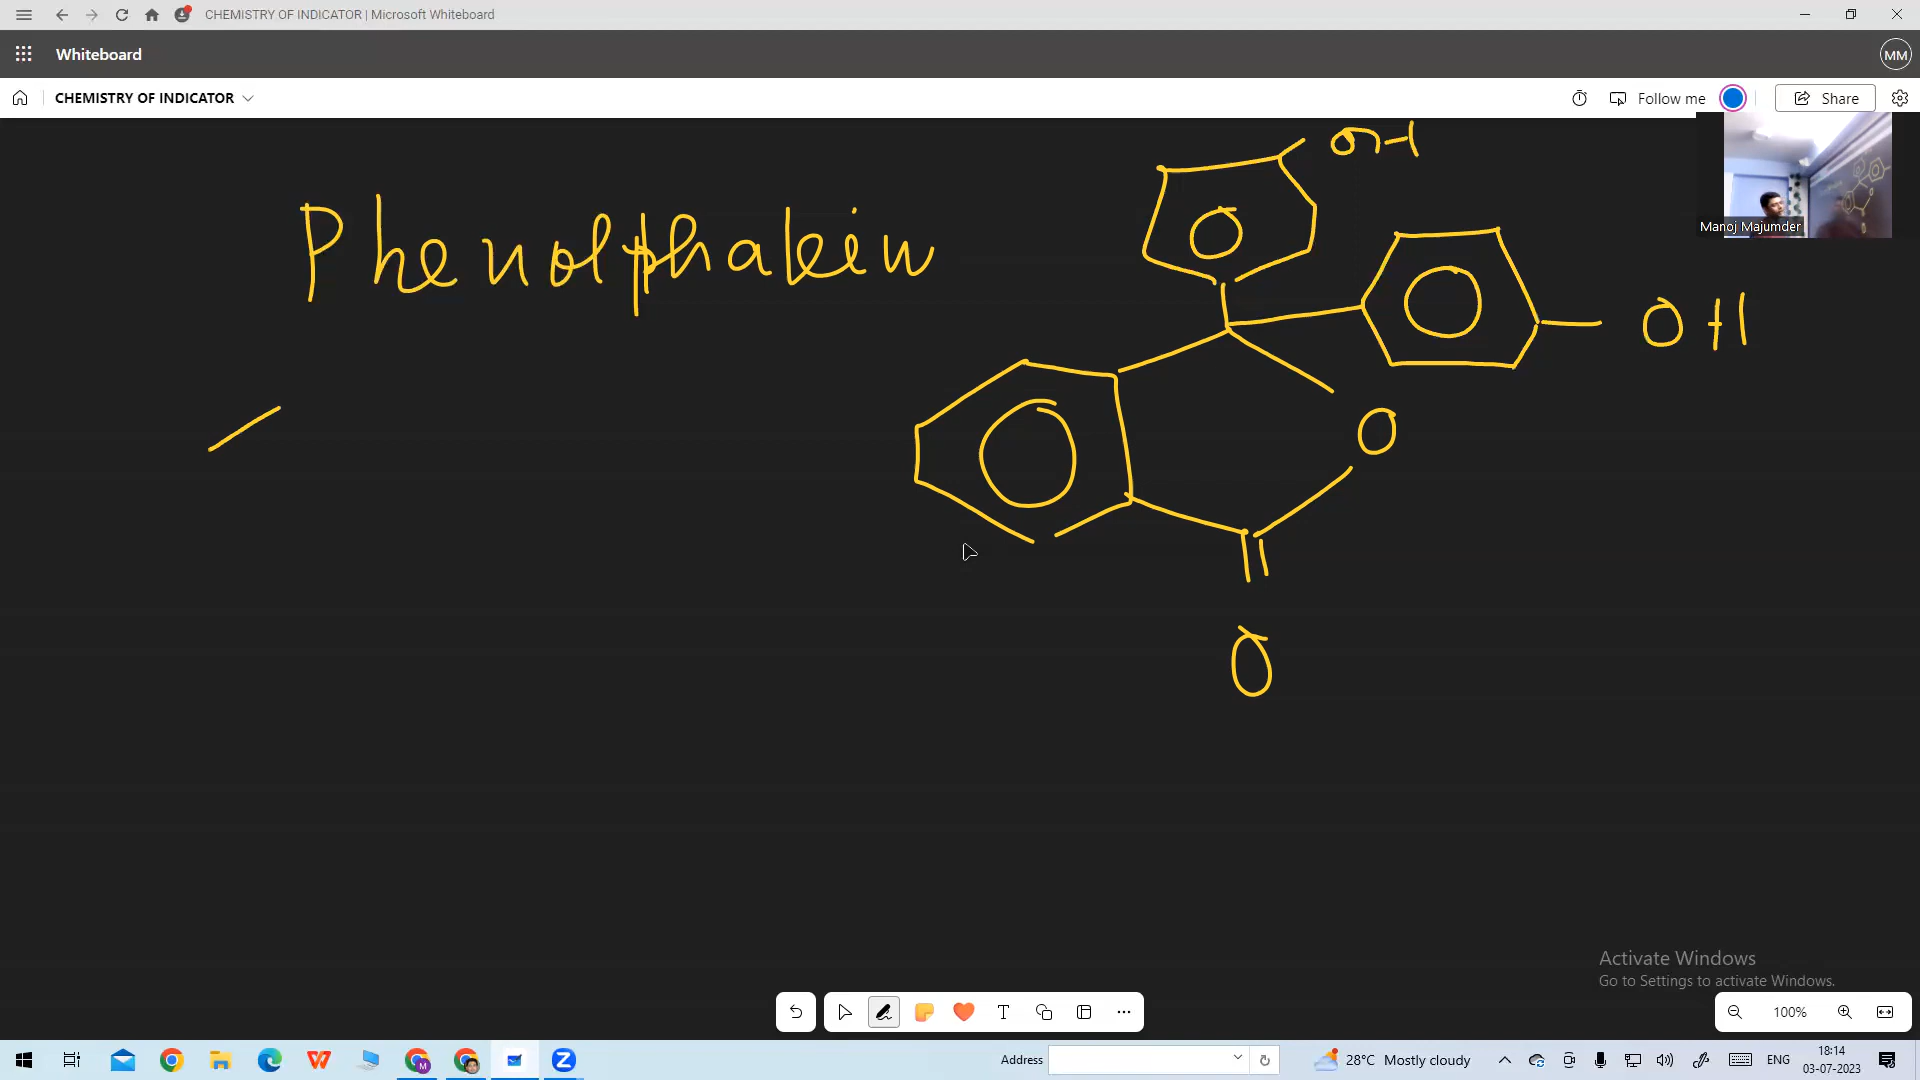 CHEMISTRY OF INDICATOR | Microsoft Whiteboard
Whiteboard
MM
CHEMISTRY OF INDICATOR
Follow me
Share
Manoj Majumder
OH
Phenolphalein
OH
O
O
Activate Windows
Go to Settings to activate Windows.
T
100%
Address
28°C Mostly cloudy
ENG
18:14
03-07-2023